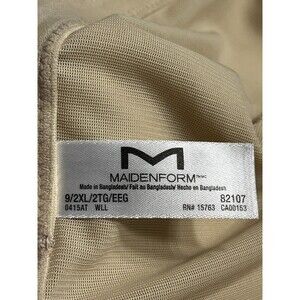 M
MAIDENFORM
Made in Bangladesh/ Fait au Bangladesh/ Hecho en Bangladesh
9/2XL/2TG/EEG 82107
0415AT WLL RN# 15763 CA00153